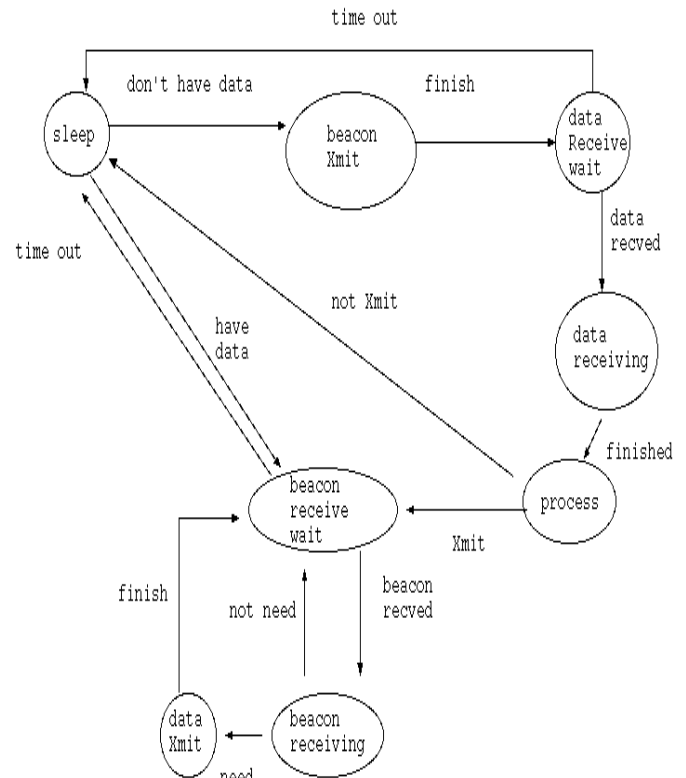 time out
don't have data
finish
sleep
beacon
Xmit
data
Receive
wait
data
recved
time out
not Xmit
have
data
data
receiving
finished
beacon
receive
wait
process
Xmit
finish
not need
beacon
recved
data
Xmit
beacon
receiving
need